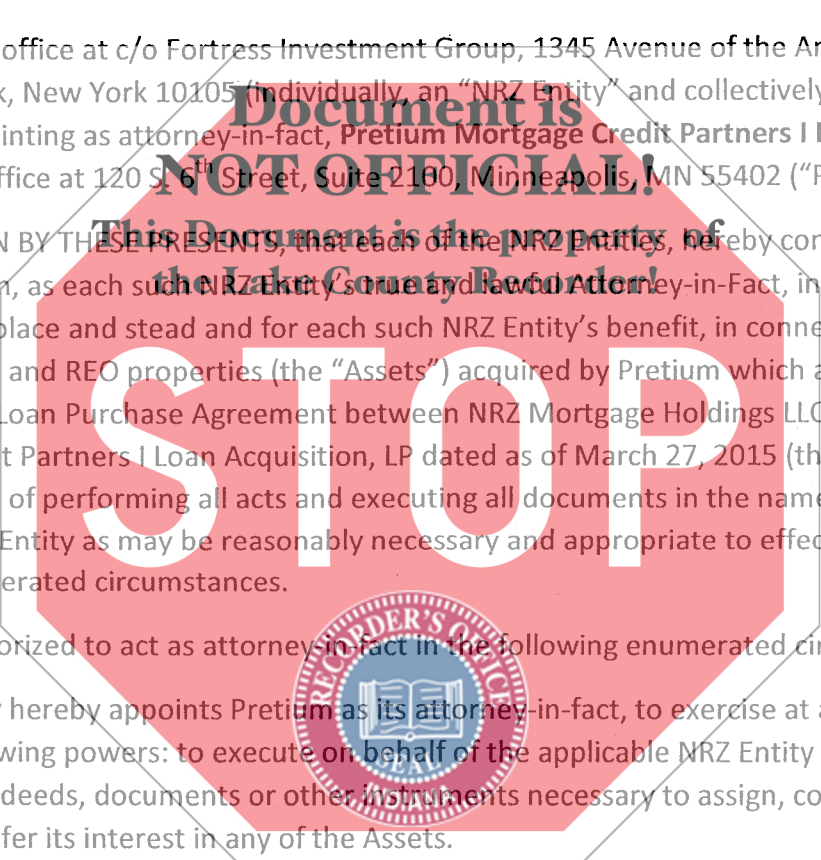 office at c/o Fortress Investment Group, 1345 Avenue of the
New York 10105 (individually, an “NRZ Entity” and collectively
Document is
inting as attorney-in-fact, Pretium Mortgage Credit Partners I
NOT OFFICIAL!
ffice at 120 S. 6th Street, Suite 2100, Minneapolis, MN 55402
This Document is the property of
BY THESE PRESENTS, that each of the NRZ Entities, hereby
the Lake County Recorder!
as each such NRZ Entity's true and lawful Attorney-in-Fact, in
place and stead and for each such NRZ Entity's benefit, in
and REO properties (the “Assets”) acquired by Pretium which
Loan Purchase Agreement between NRZ Mortgage Holdings LLC
t Partners I Loan Acquisition, LP dated as of March 27, 2015
of performing all acts and executing all documents in the name
STOP
Entity as may be reasonably necessary and appropriate to
erated circumstances.
orized to act as attorney-in-fact in the following enumerated
hereby appoints Pretium as its attorney-in-fact, to exercise at
wing powers: to execute on behalf of the applicable NRZ Entity
deeds, documents or other instruments necessary to assign,
fer its interest in any of the Assets.
RECORDER'S OFFICE
SEAL
INDIANA